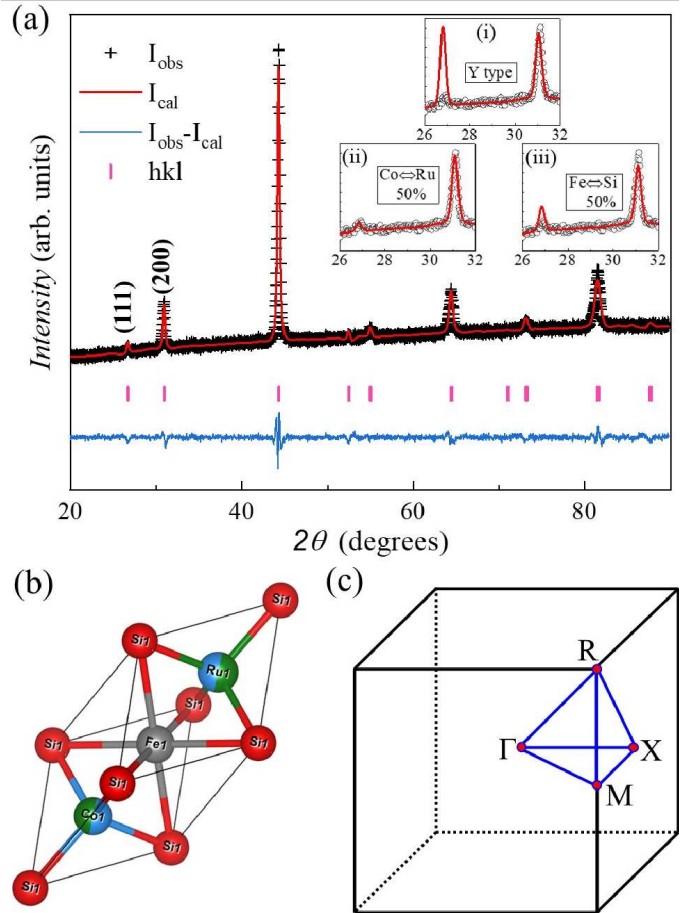 (a)
+ I_obs
I_cal
I_obs-I_cal
hkl
(i)
Y type
26 28 30 32
(ii)
Co⇔Ru
50%
26 28 30 32
(iii)
Fe⇔Si
50%
26 28 30 32
Intensity (arb. units)
(111)
(200)
20 40 60 80
2θ (degrees)
(b)
Si1
Si1
Ru1
Si1
Si1
Fe1
Si1
Si1
Co1
Si1
Si1
(c)
R
Γ
X
M